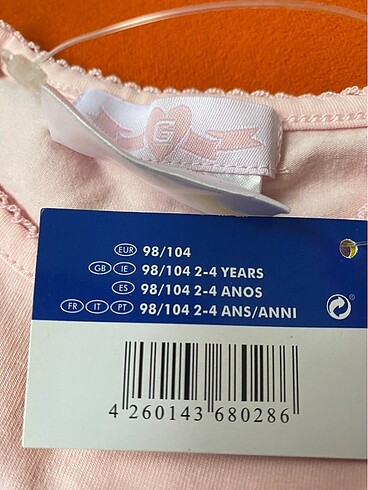 G
EUR 98/104
GB IE 98/104 2-4 YEARS
ES 98/104 2-4 ANOS
FR IT PT 98/104 2-4 ANS/ANNI
4 260143 680286